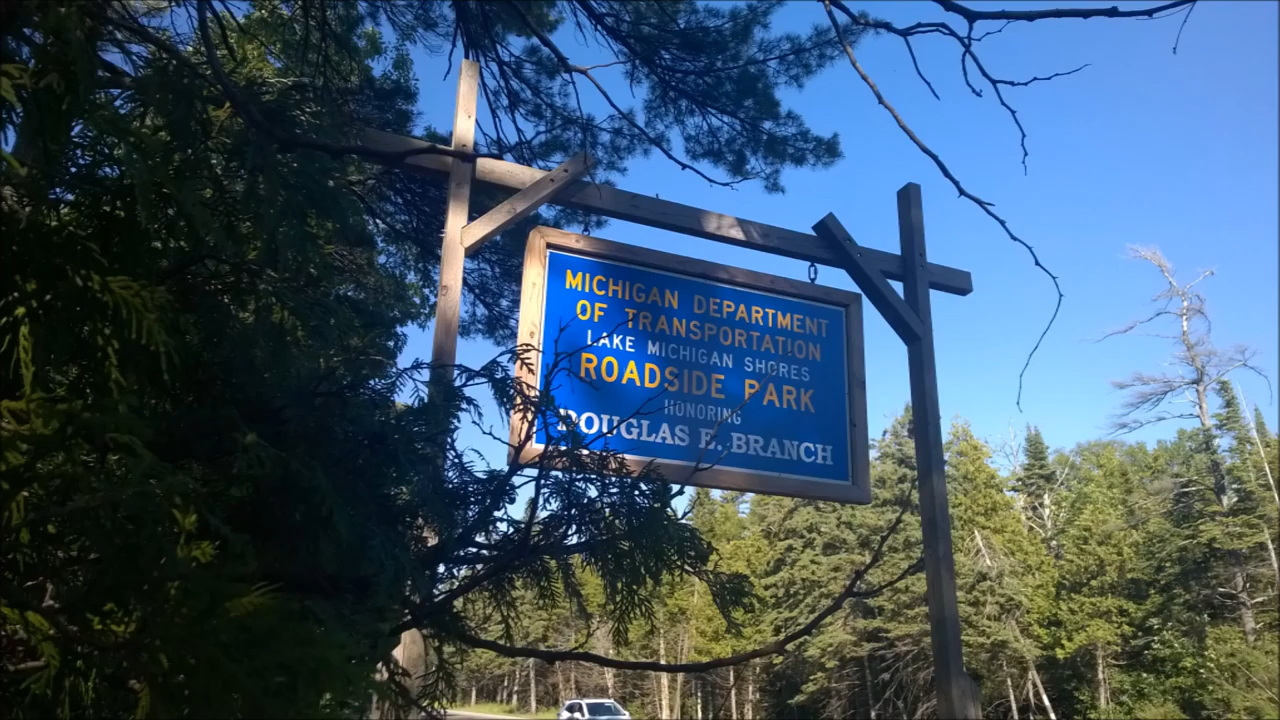 MICHIGAN DEPARTMENT
OF TRANSPORTATION
LAKE MICHIGAN SHORES
ROADSIDE PARK
HONORING
DOUGLAS E. BRANCH